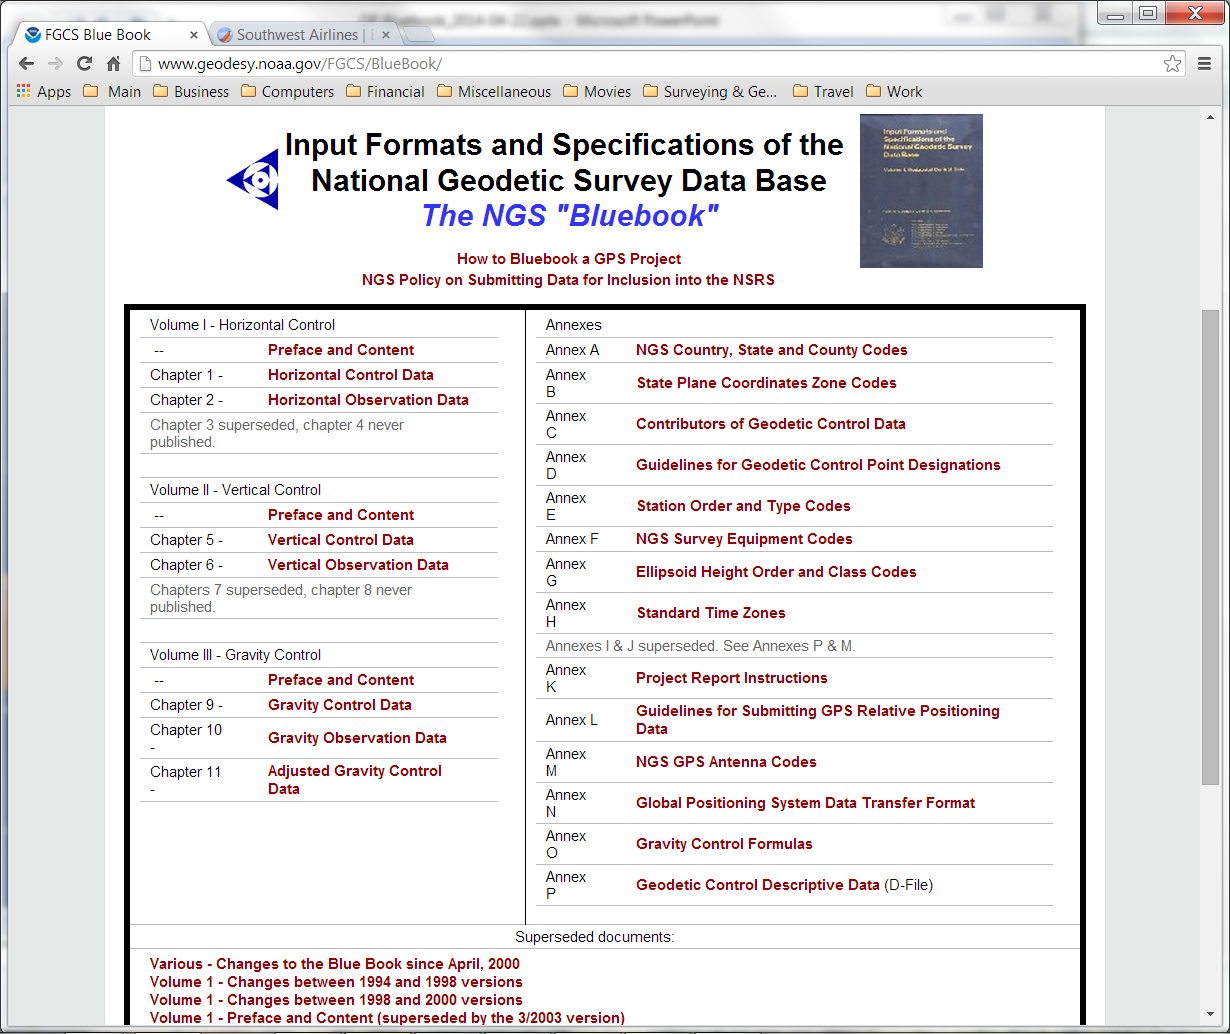 FGCS Blue Book
Southwest Airlines |
www.geodesy.noaa.gov/FGCS/BlueBook/
Apps Main Business Computers Financial Miscellaneous Movies Surveying & Ge... Travel Work
Input Formats and Specifications of the
National Geodetic Survey Data Base
The NGS "Bluebook"
Input Formats and
Specifications of the
National Geodetic Survey
Data Base
How to Bluebook a GPS Project
NGS Policy on Submitting Data for Inclusion into the NSRS
Volume I - Horizontal Control
-- Preface and Content
Chapter 1 - Horizontal Control Data
Chapter 2 - Horizontal Observation Data
Chapter 3 superseded, chapter 4 never
published.
Volume II - Vertical Control
-- Preface and Content
Chapter 5 - Vertical Control Data
Chapter 6 - Vertical Observation Data
Chapters 7 superseded, chapter 8 never
published.
Volume III - Gravity Control
-- Preface and Content
Chapter 9 - Gravity Control Data
Chapter 10
-
Gravity Observation Data
Chapter 11
-
Adjusted Gravity Control
Data
Annexes
Annex A NGS Country, State and County Codes
Annex
B
State Plane Coordinates Zone Codes
Annex
C
Contributors of Geodetic Control Data
Annex
D
Guidelines for Geodetic Control Point Designations
Annex
E
Station Order and Type Codes
Annex F NGS Survey Equipment Codes
Annex
G
Ellipsoid Height Order and Class Codes
Annex
H
Standard Time Zones
Annexes I & J superseded. See Annexes P & M.
Annex
K
Project Report Instructions
Annex L
Guidelines for Submitting GPS Relative Positioning
Data
Annex
M
NGS GPS Antenna Codes
Annex
N
Global Positioning System Data Transfer Format
Annex
O
Gravity Control Formulas
Annex
P
Geodetic Control Descriptive Data (D-File)
Superseded documents:
Various - Changes to the Blue Book since April, 2000
Volume 1 - Changes between 1994 and 1998 versions
Volume 1 - Changes between 1998 and 2000 versions
Volume 1 - Preface and Content (superseded by the 3/2003 version)